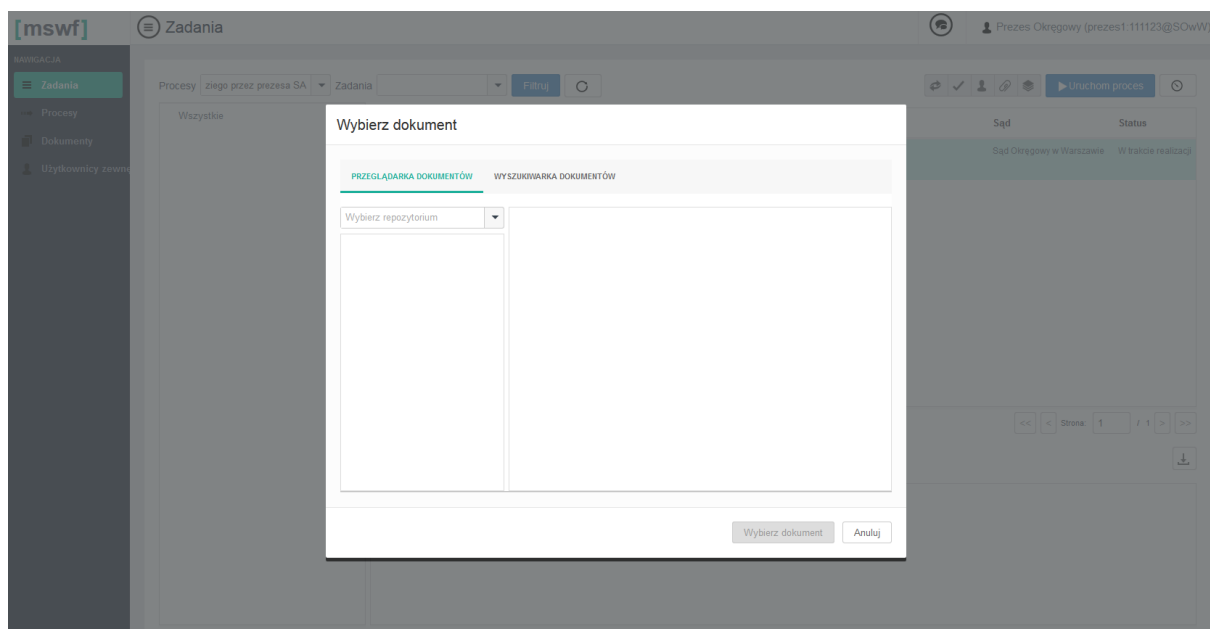 [mswf]
Zadania
Prezes Okręgowy (prezes1:111123@SOwW)
NAWIGACJA
Zadania
Procesy
Dokumenty
Użytkownicy zewnę
Procesy ziego przez prezesa SA Zadania Filtruj Uruchom proces
Wszystkie
Sąd Status
Sąd Okręgowy w Warszawie W trakcie realizacji
Wybierz dokument
PRZEGLĄDARKA DOKUMENTÓW WYSZUKIWARKA DOKUMENTÓW
Wybierz repozytorium
<< < Strona: 1 / 1 > >>
Wybierz dokument Anuluj